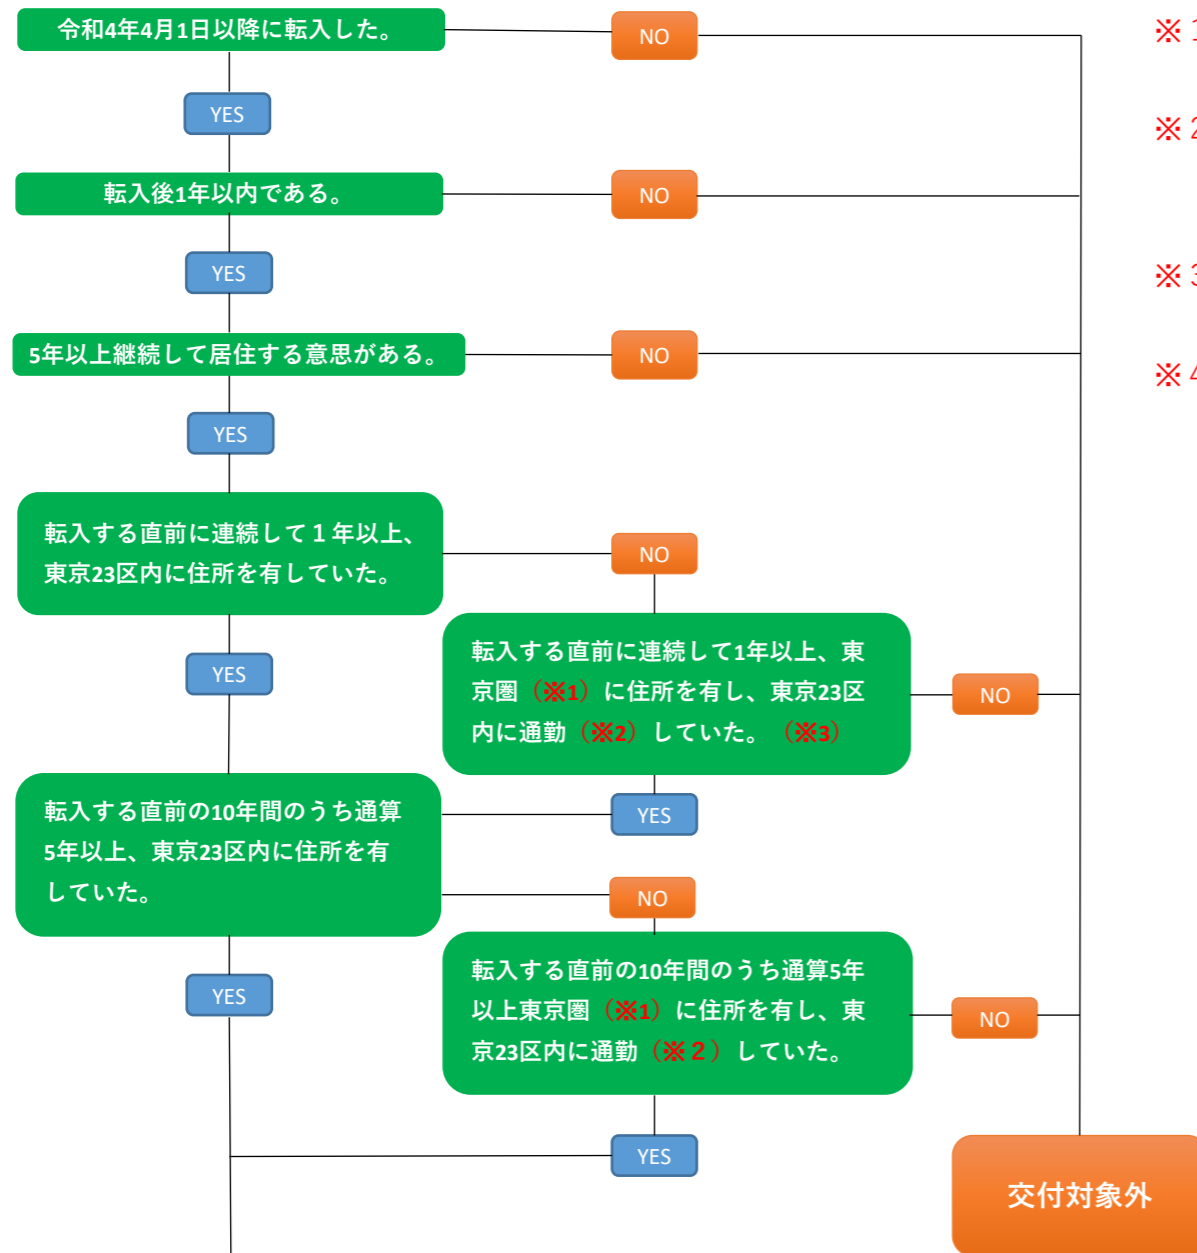 令和4年4月1日以降に転入した。
NO
※1
YES
※2
転入後1年以内である。
NO
YES
※3
5年以上継続して居住する意思がある。
NO
※4
YES
転入する直前に連続して１年以上、
東京23区内に住所を有していた。
NO
YES
転入する直前に連続して1年以上、東
京圏（※1）に住所を有し、東京23区
内に通勤（※2）していた。（※3）
NO
YES
転入する直前の10年間のうち通算
5年以上、東京23区内に住所を有
していた。
NO
YES
転入する直前の10年間のうち通算5年
以上東京圏（※1）に住所を有し、東
京23区内に通勤（※２）していた。
NO
YES
交付対象外